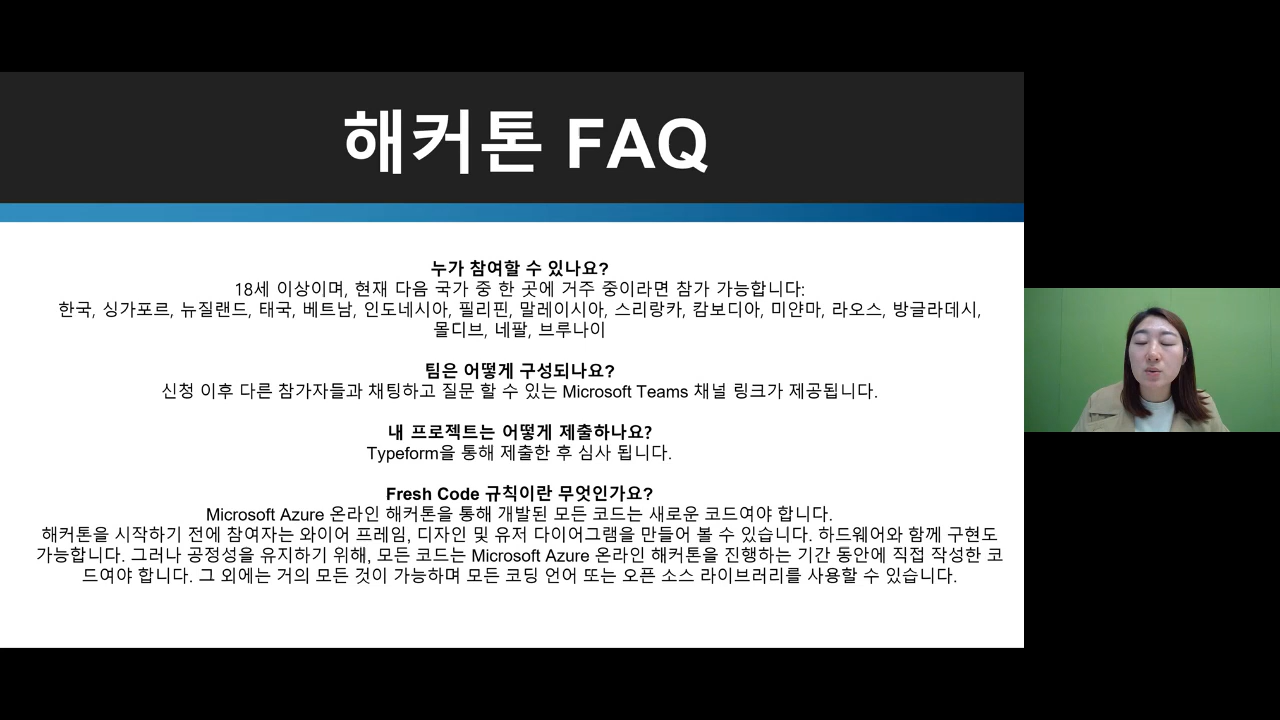 해커톤 FAQ
누가 참여할 수 있나요?
18세 이상이며, 현재 다음 국가 중 한 곳에 거주 중이라면 참가 가능합니다:
한국, 싱가포르, 뉴질랜드, 태국, 베트남, 인도네시아, 필리핀, 말레이시아, 스리랑카, 캄보디아, 미얀마, 라오스, 방글라데시,
몰디브, 네팔, 브루나이
팀은 어떻게 구성되나요?
신청 이후 다른 참가자들과 채팅하고 질문 할 수 있는 Microsoft Teams 채널 링크가 제공됩니다.
내 프로젝트는 어떻게 제출하나요?
Typeform을 통해 제출한 후 심사 됩니다.
Fresh Code 규칙이란 무엇인가요?
Microsoft Azure 온라인 해커톤을 통해 개발된 모든 코드는 새로운 코드여야 합니다.
해커톤을 시작하기 전에 참여자는 와이어 프레임, 디자인 및 유저 다이어그램을 만들어 볼 수 있습니다. 하드웨어와 함께 구현도
가능합니다. 그러나 공정성을 유지하기 위해, 모든 코드는 Microsoft Azure 온라인 해커톤을 진행하는 기간 동안에 직접 작성한 코
드여야 합니다. 그 외에는 거의 모든 것이 가능하며 모든 코딩 언어 또는 오픈 소스 라이브러리를 사용할 수 있습니다.